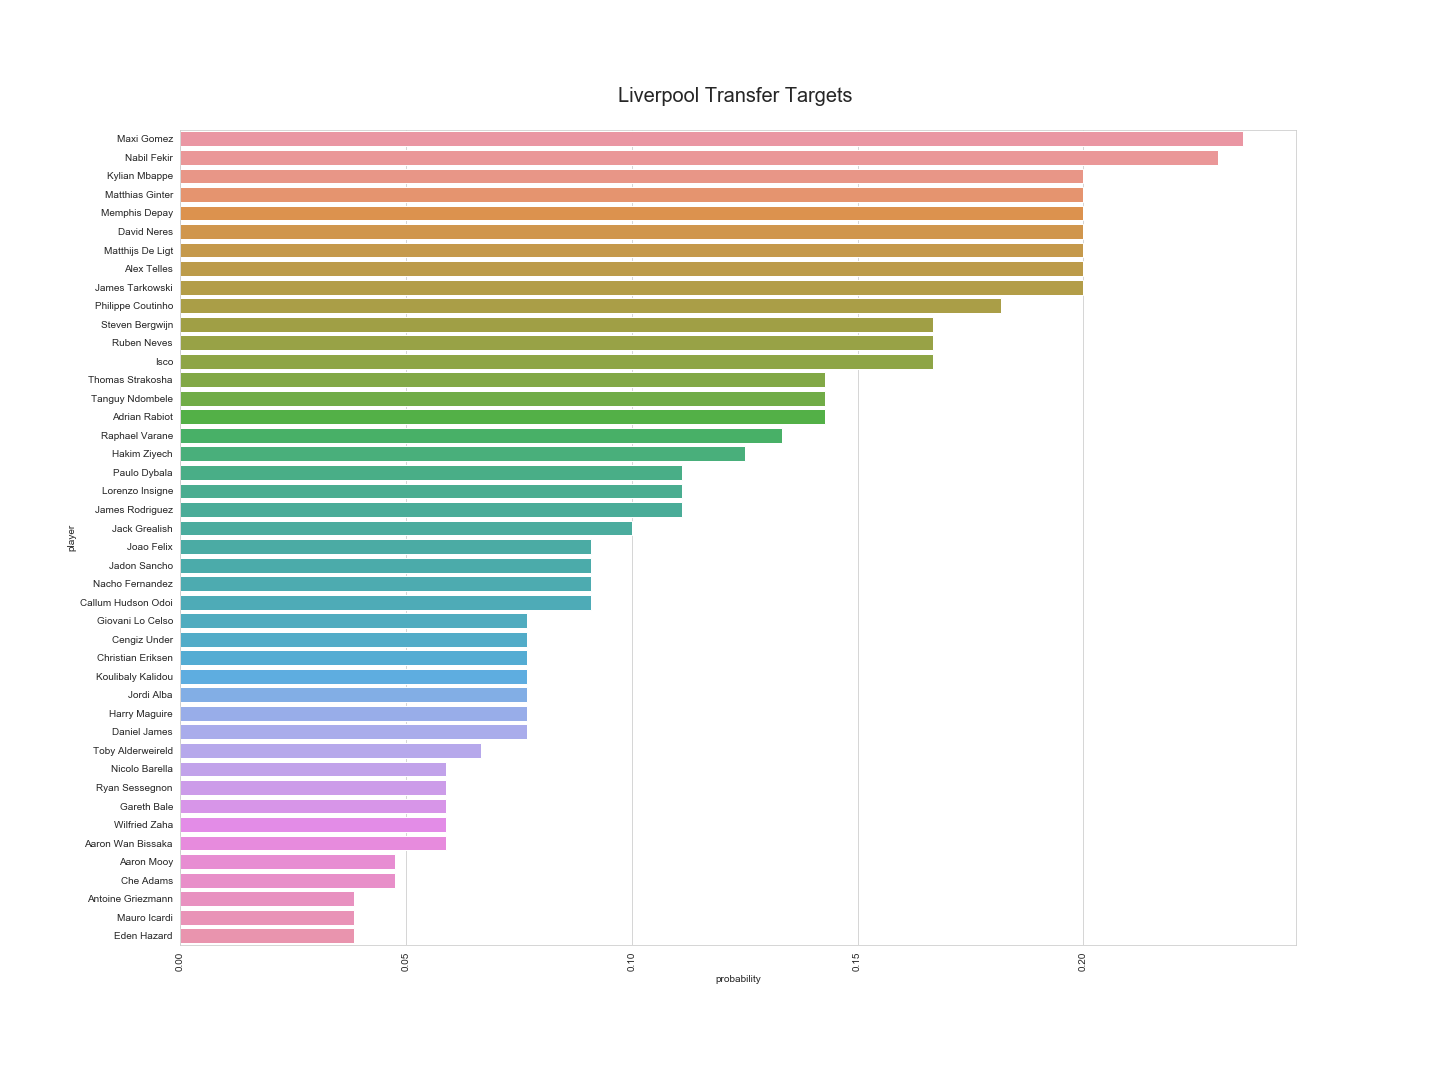 Liverpool Transfer Targets
Maxi Gomez
Nabil Fekir
Kylian Mbappe
Matthias Ginter
Memphis Depay
David Neres
Matthijs De Ligt
Alex Telles
James Tarkowski
Philippe Coutinho
Steven Bergwijn
Ruben Neves
Isco
Thomas Strakosha
Tanguy Ndombele
Adrian Rabiot
Raphael Varane
Hakim Ziyech
Paulo Dybala
Lorenzo Insigne
James Rodriguez
Jack Grealish
Joao Felix
Jadon Sancho
Nacho Fernandez
Callum Hudson Odoi
Giovani Lo Celso
Cengiz Under
Christian Eriksen
Koulibaly Kalidou
Jordi Alba
Harry Maguire
Daniel James
Toby Alderweireld
Nicolo Barella
Ryan Sessegnon
Gareth Bale
Wilfried Zaha
Aaron Wan Bissaka
Aaron Mooy
Che Adams
Antoine Griezmann
Mauro Icardi
Eden Hazard
player
0.00
0.05
0.10
0.15
0.20
probability